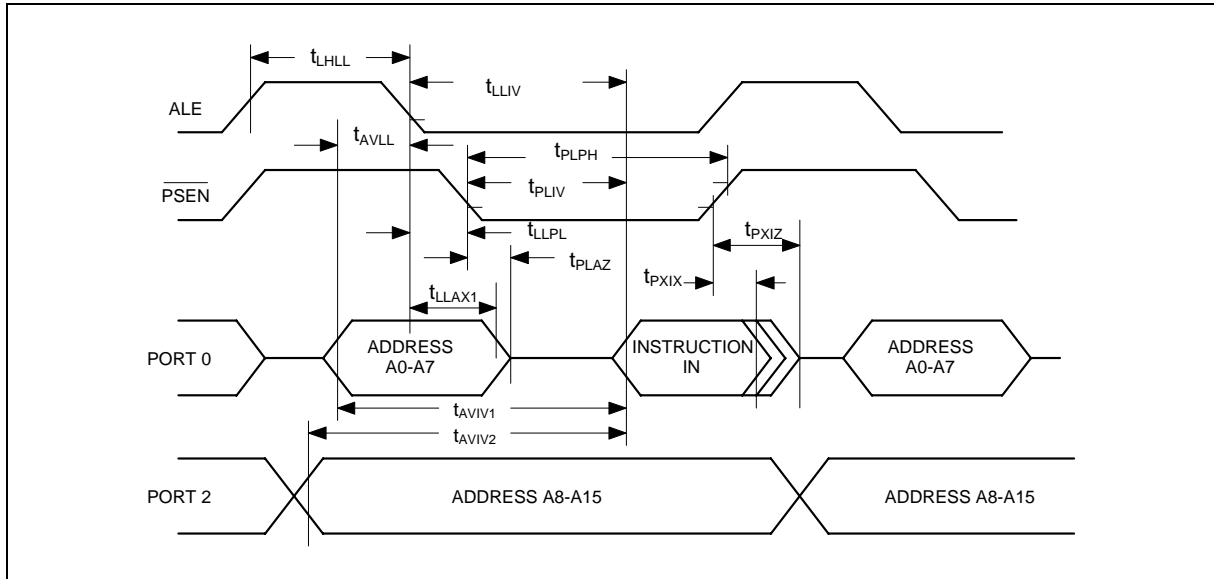 tLHLL
tLLIV
ALE
tAVLL
tPLPH
PSEN
tPLIV
tLLPL
tPXIZ
tPLAZ
tPXIX
tLLAX1
PORT 0
ADDRESS
A0-A7
INSTRUCTION
IN
ADDRESS
A0-A7
tAVIV1
tAVIV2
PORT 2
ADDRESS A8-A15
ADDRESS A8-A15